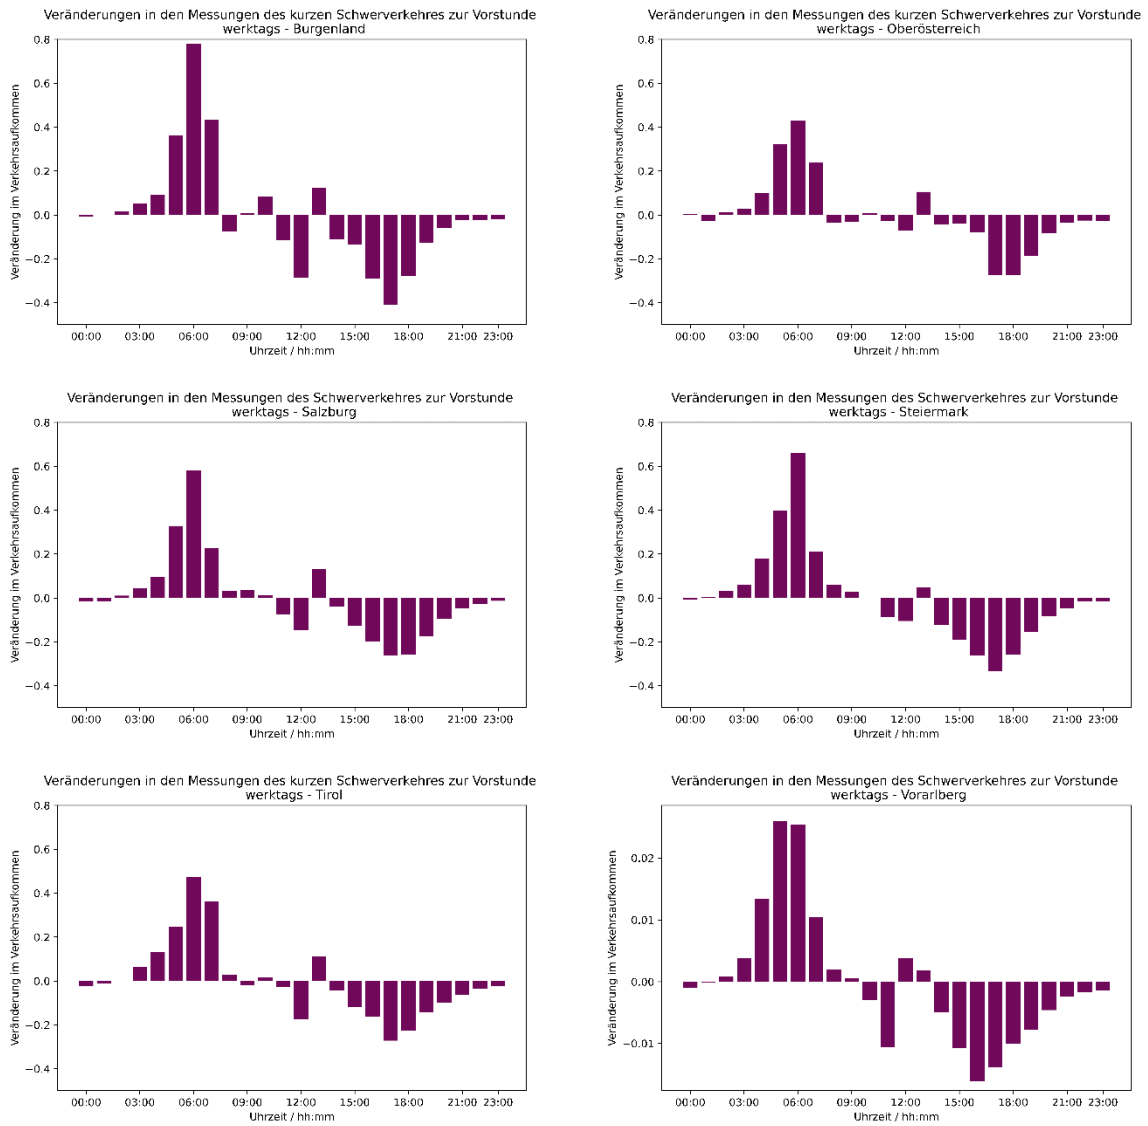 Veränderungen in den Messungen des kurzen Schwerverkehres zur Vorstunde
werktags - Burgenland
Veränderung im Verkehrsaufkommen
0.8
0.6
0.4
0.2
0.0
−0.2
−0.4
00:00 03:00 06:00 09:00 12:00 15:00 18:00 21:00 23:00
Uhrzeit / hh:mm
Veränderungen in den Messungen des kurzen Schwerverkehres zur Vorstunde
werktags - Oberösterreich
Veränderung im Verkehrsaufkommen
0.8
0.6
0.4
0.2
0.0
−0.2
−0.4
00:00 03:00 06:00 09:00 12:00 15:00 18:00 21:00 23:00
Uhrzeit / hh:mm
Veränderungen in den Messungen des Schwerverkehres zur Vorstunde
werktags - Salzburg
Veränderung im Verkehrsaufkommen
0.8
0.6
0.4
0.2
0.0
−0.2
−0.4
00:00 03:00 06:00 09:00 12:00 15:00 18:00 21:00 23:00
Uhrzeit / hh:mm
Veränderungen in den Messungen des Schwerverkehres zur Vorstunde
werktags - Steiermark
Veränderung im Verkehrsaufkommen
0.8
0.6
0.4
0.2
0.0
−0.2
−0.4
00:00 03:00 06:00 09:00 12:00 15:00 18:00 21:00 23:00
Uhrzeit / hh:mm
Veränderungen in den Messungen des kurzen Schwerverkehres zur Vorstunde
werktags - Tirol
Veränderung im Verkehrsaufkommen
0.8
0.6
0.4
0.2
0.0
−0.2
−0.4
00:00 03:00 06:00 09:00 12:00 15:00 18:00 21:00 23:00
Uhrzeit / hh:mm
Veränderungen in den Messungen des Schwerverkehres zur Vorstunde
werktags - Vorarlberg
Veränderung im Verkehrsaufkommen
0.02
0.01
0.00
−0.01
00:00 03:00 06:00 09:00 12:00 15:00 18:00 21:00 23:00
Uhrzeit / hh:mm